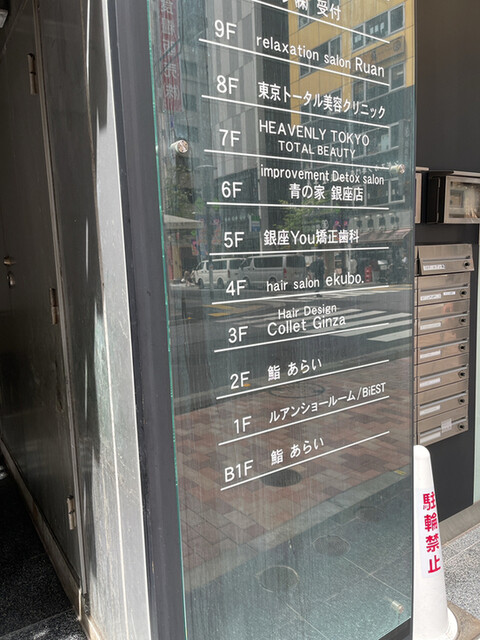 ㈱ 受付
9F relaxation salon Ruan
8F 東京トータル美容クリニック
7F HEAVENLY TOKYO
TOTAL BEAUTY
improvement Detox salon
6F 青の家 銀座店
5F 銀座You矯正歯科
4F hair salon ekubo.
Hair Design
3F Collet Ginza
2F 鮨 あらい
1F ルアンショールーム/BiEST
B1F 鮨 あらい
駐輪禁止